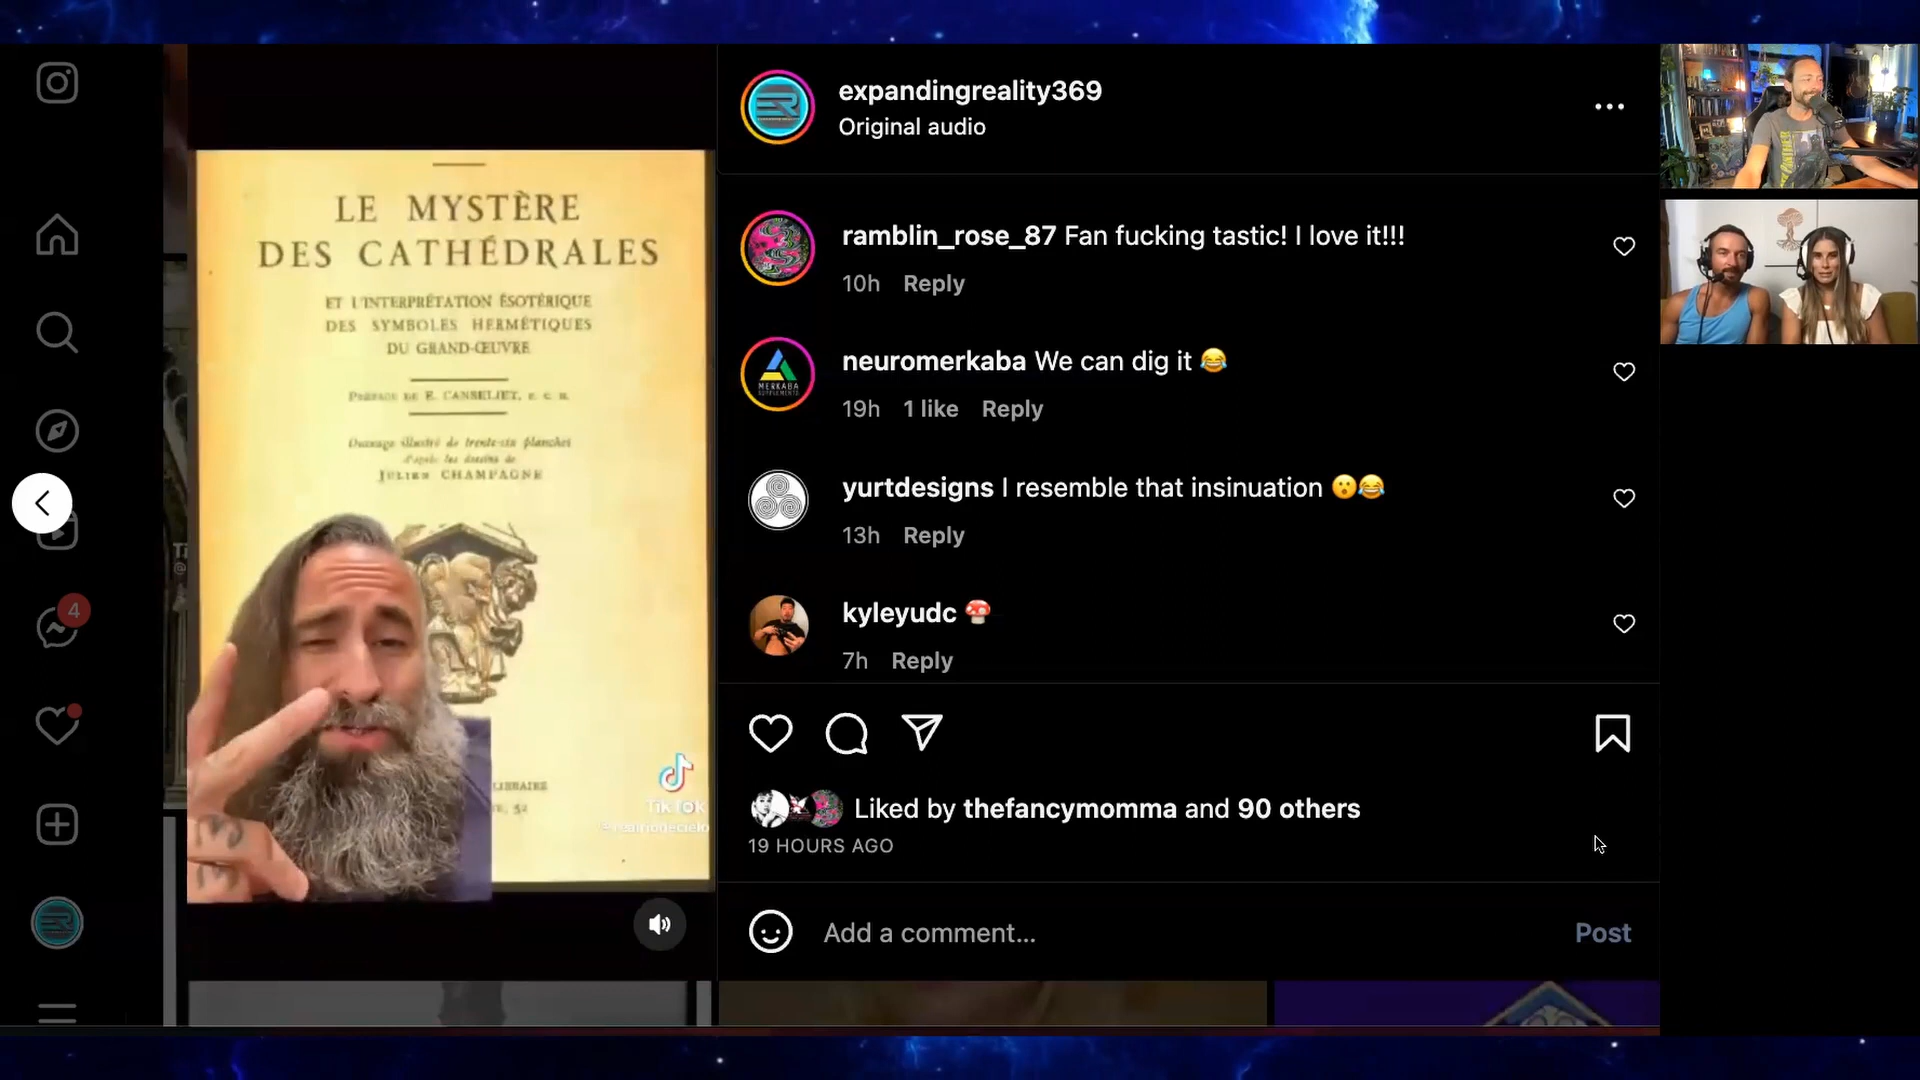 LE MYSTÈRE
DES CATHÉDRALES
ET L'INTERPRÉTATION ÉSOTÉRIQUE
DES SYMBOLES HERMÉTIQUES
DU GRAND-ŒUVRE
PRÉFACE DE E. CANSELIET, F. C. H.
Ouvrage illustré de trente-six planches
d'après les dessins de
JULIEN CHAMPAGNE
LIBRAIRE
52
TikTok
expandingreality369
Original audio
ramblin_rose_87 Fan fucking tastic! I love it!!!
10h Reply
neuromerkaba We can dig it 😂
19h 1 like Reply
MERKABA
yurtdesigns I resemble that insinuation 😮😂
13h Reply
kyleyudc 🍄
7h Reply
Liked by thefancymomma and 90 others
19 HOURS AGO
Add a comment... Post
4